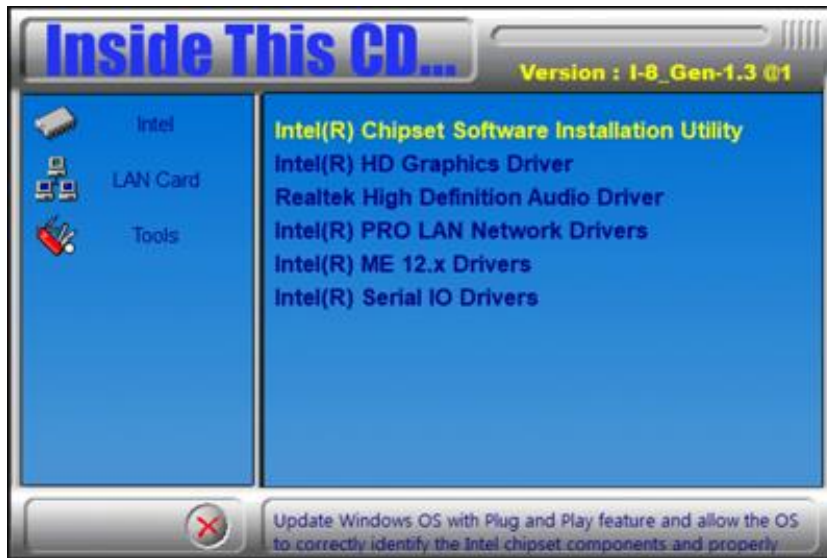 Inside This CD...
Version : I-8_Gen-1.3 @1
Intel
LAN Card
Tools
Intel(R) Chipset Software Installation Utility
Intel(R) HD Graphics Driver
Realtek High Definition Audio Driver
Intel(R) PRO LAN Network Drivers
Intel(R) ME 12.x Drivers
Intel(R) Serial IO Drivers
Update Windows OS with Plug and Play feature and allow the OS
to correctly identify the Intel chipset components and properly